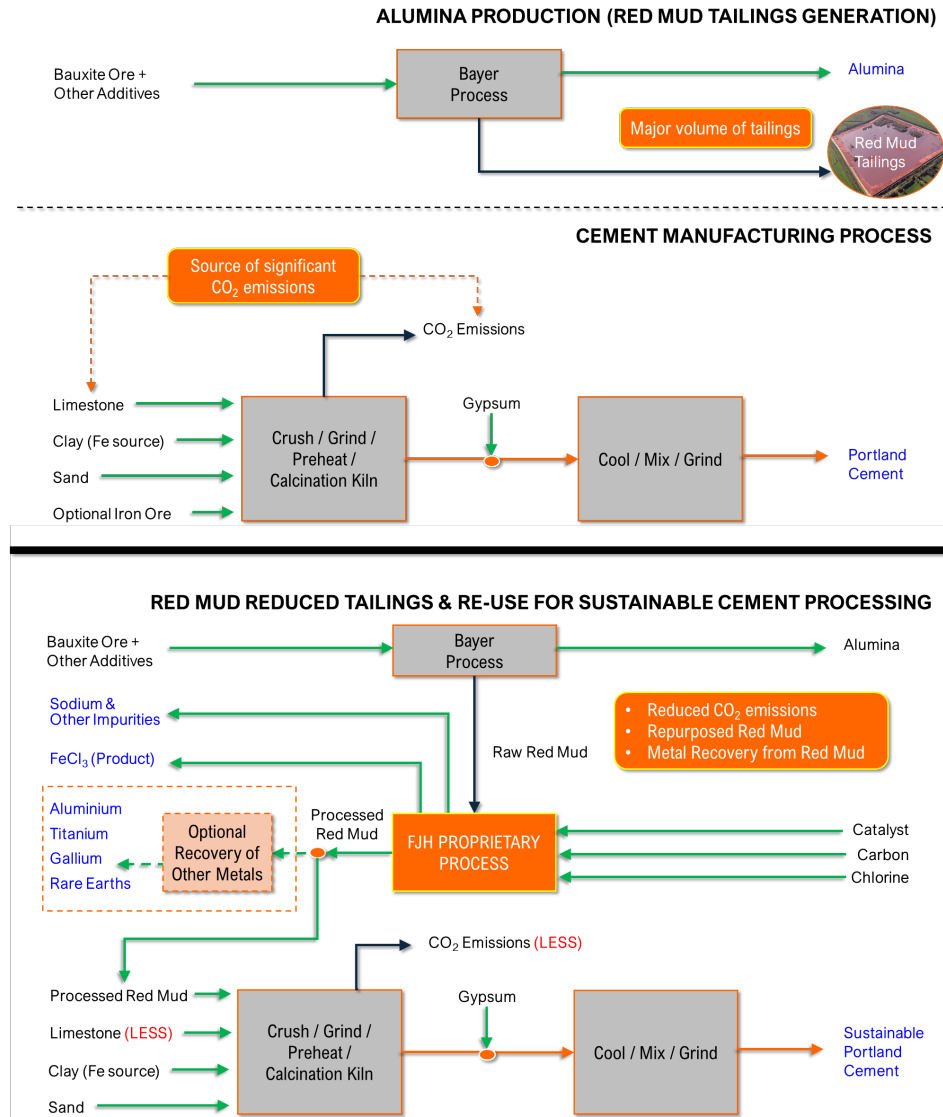 ALUMINA PRODUCTION (RED MUD TAILINGS GENERATION)
Bauxite Ore +
Other Additives
Bayer
Process
Alumina
Major volume of tailings
Red Mud
Tailings
CEMENT MANUFACTURING PROCESS
Source of significant
CO₂ emissions
CO₂ Emissions
Limestone
Clay (Fe source)
Sand
Optional Iron Ore
Crush / Grind /
Preheat /
Calcination Kiln
Gypsum
Cool / Mix / Grind
Portland
Cement
RED MUD REDUCED TAILINGS & RE-USE FOR SUSTAINABLE CEMENT PROCESSING
Bauxite Ore +
Other Additives
Bayer
Process
Alumina
Sodium &
Other Impurities
FeCl₃ (Product)
Raw Red Mud
• Reduced CO₂ emissions
• Repurposed Red Mud
• Metal Recovery from Red Mud
Aluminium
Titanium
Gallium
Rare Earths
Optional
Recovery of
Other Metals
Processed
Red Mud
FJH PROPRIETARY
PROCESS
Catalyst
Carbon
Chlorine
CO₂ Emissions (LESS)
Processed Red Mud
Limestone (LESS)
Clay (Fe source)
Sand
Crush / Grind /
Preheat /
Calcination Kiln
Gypsum
Cool / Mix / Grind
Sustainable
Portland
Cement